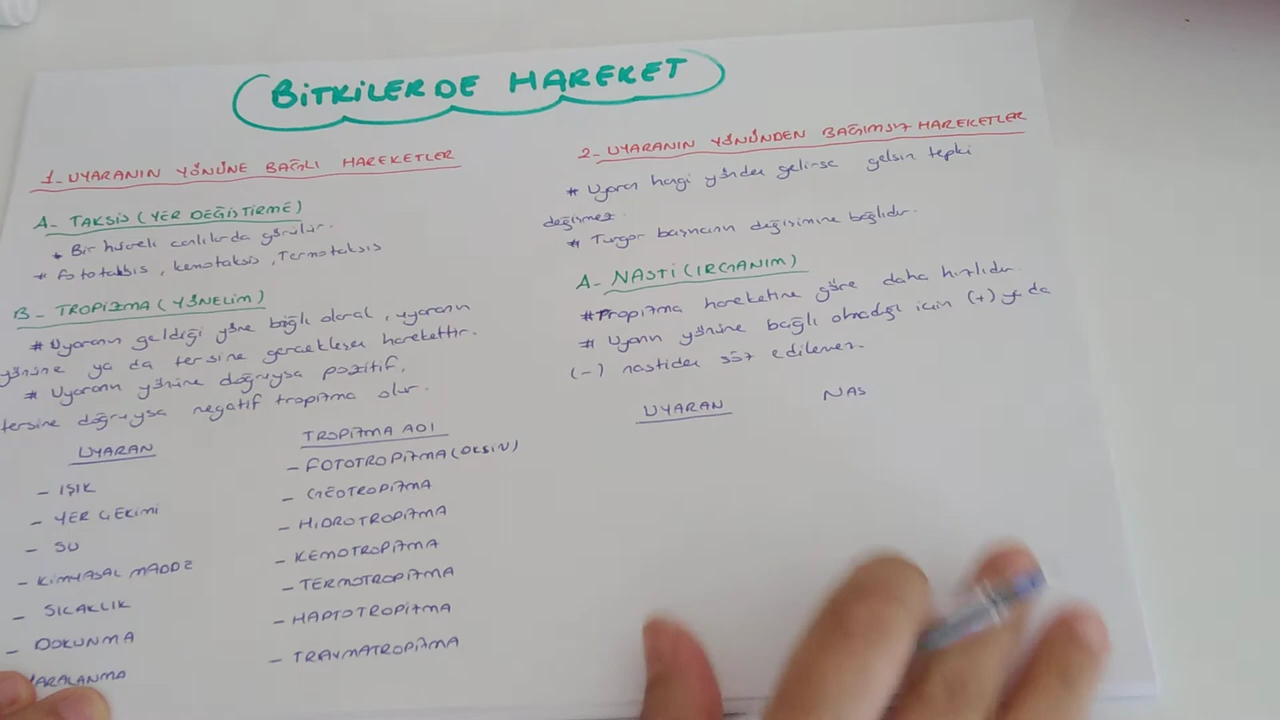 BİTKİLERDE HAREKET
1- UYARANIN YÖNÜNE BAĞLI HAREKETLER
A- TAKSİS (YER DEĞİŞTİRME)
* Bir hücreli canlılarda görülür.
* Fototaksis, kemotaksis, Termotaksis
B- TROPİZMA (YÖNELİM)
* Uyaranın geldiği yöne bağlı olarak, uyaranın
yönüne ya da tersine gerçekleşen harekettir.
* Uyaranın yönüne doğruysa pozitif,
tersine doğruysa negatif tropizma olur.
UYARAN
- IŞIK
- YER ÇEKİMİ
- SU
- KİMYASAL MADDE
- SICAKLIK
- DOKUNMA
YARALANMA
TROPİZMA ADI
- FOTOTROPİZMA (OKSİN)
- GEOTROPİZMA
- HİDROTROPİZMA
- KEMOTROPİZMA
- TERMOTROPİZMA
- HAPTOTROPİZMA
- TRAVMATROPİZMA
2- UYARANIN YÖNÜNDEN BAĞIMSIZ HAREKETLER
* Uyaran hangi yönden gelirse gelsin tepki
değişmez.
* Turgor basıncının değişimine bağlıdır.
A- NASTİ (IRGANIM)
* Tropizma hareketine göre daha hızlıdır.
* Uyarın yönüne bağlı olmadığı için (+) ya da
(-) nastiden söz edilemez.
UYARAN
NAS